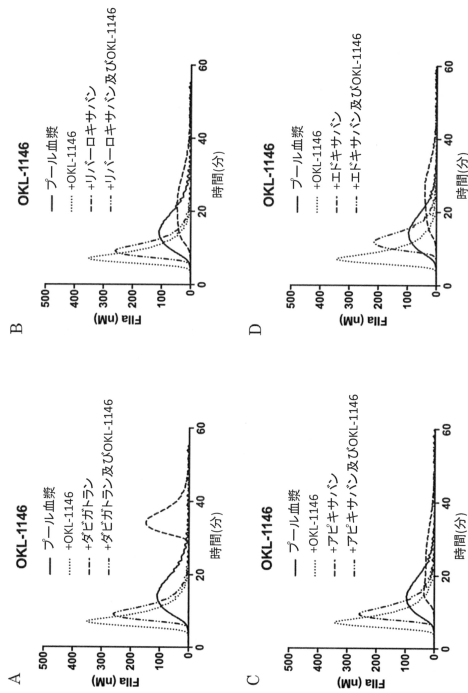 A
OKL-1146
FIIa (nM)
500
400
300
200
100
0
プール血漿
+OKL-1146
+ダビガトラン
+ダビガトラン及びOKL-1146
0
20
40
60
時間(分)
B
OKL-1146
FIIa (nM)
500
400
300
200
100
0
プール血漿
+OKL-1146
+リバーロキサバン
+リバーロキサバン及びOKL-1146
0
20
40
60
時間(分)
C
OKL-1146
FIIa (nM)
500
400
300
200
100
0
プール血漿
+OKL-1146
+アピキサバン
+アピキサバン及びOKL-1146
0
20
40
60
時間(分)
D
OKL-1146
FIIa (nM)
500
400
300
200
100
0
プール血漿
+OKL-1146
+エドキサバン
+エドキサバン及びOKL-1146
0
20
40
60
時間(分)